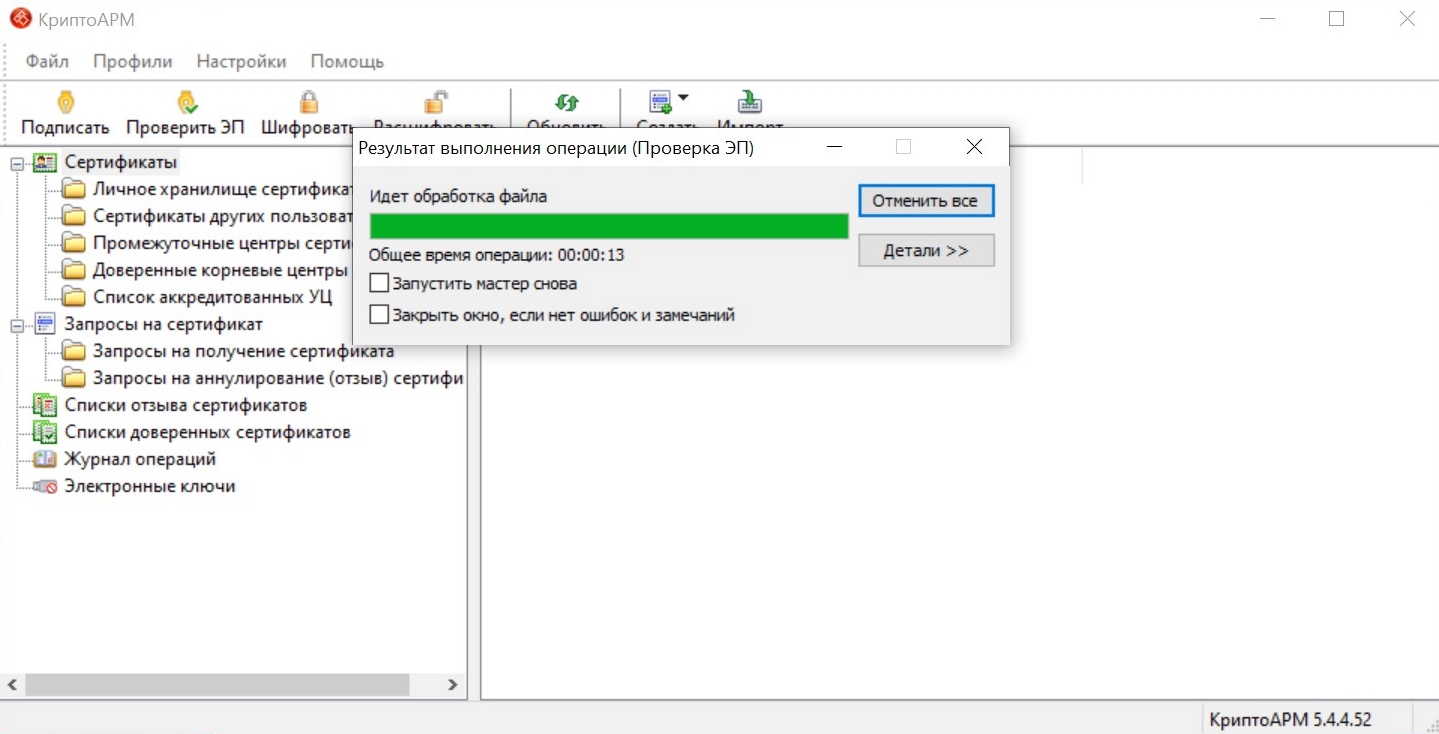 КриптоАРМ
Файл Профили Настройки Помощь
Подписать Проверить ЭП Шифровать Расшифровать Обновить Создать Импорт
Результат выполнения операции (Проверка ЭП)
Идет обработка файла
Отменить все
Общее время операции: 00:00:13
Детали >>
Запустить мастер снова
Закрыть окно, если нет ошибок и замечаний
Сертификаты
Личное хранилище сертификат
Сертификаты других пользоват
Промежуточные центры серти
Доверенные корневые центры
Список аккредитованных УЦ
Запросы на сертификат
Запросы на получение сертификата
Запросы на аннулирование (отзыв) сертифи
Списки отзыва сертификатов
Списки доверенных сертификатов
Журнал операций
Электронные ключи
КриптоАРМ 5.4.4.52